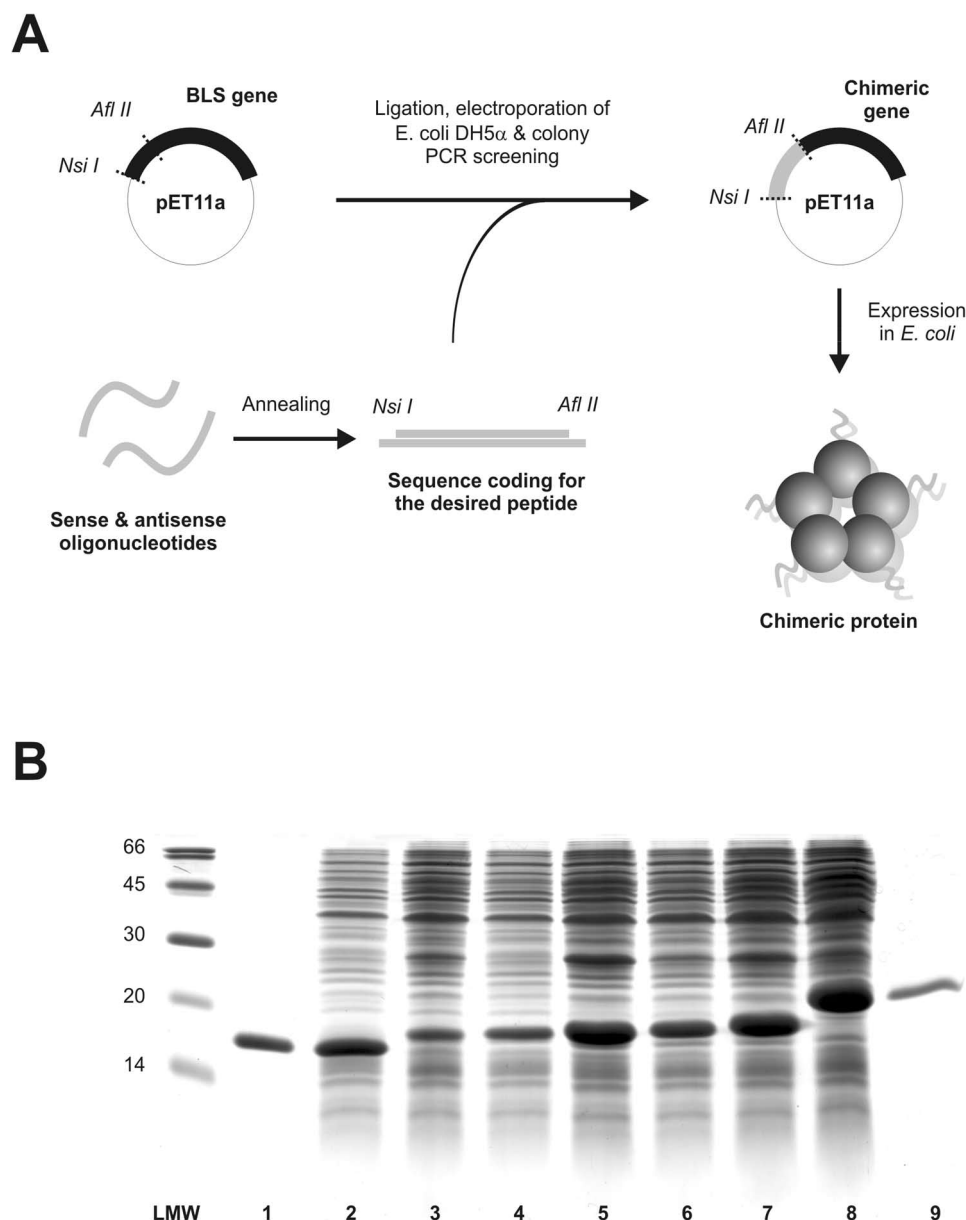 A
BLS gene
Afl II
Nsi I
pET11a
Ligation, electroporation of
E. coli DH5α & colony
PCR screening
Chimeric
gene
Afl II
Nsi I
pET11a
Expression
in E. coli
Annealing
Nsi I
Afl II
Sense & antisense
oligonucleotides
Sequence coding for
the desired peptide
Chimeric protein
B
66
45
30
20
14
LMW 1 2 3 4 5 6 7 8 9